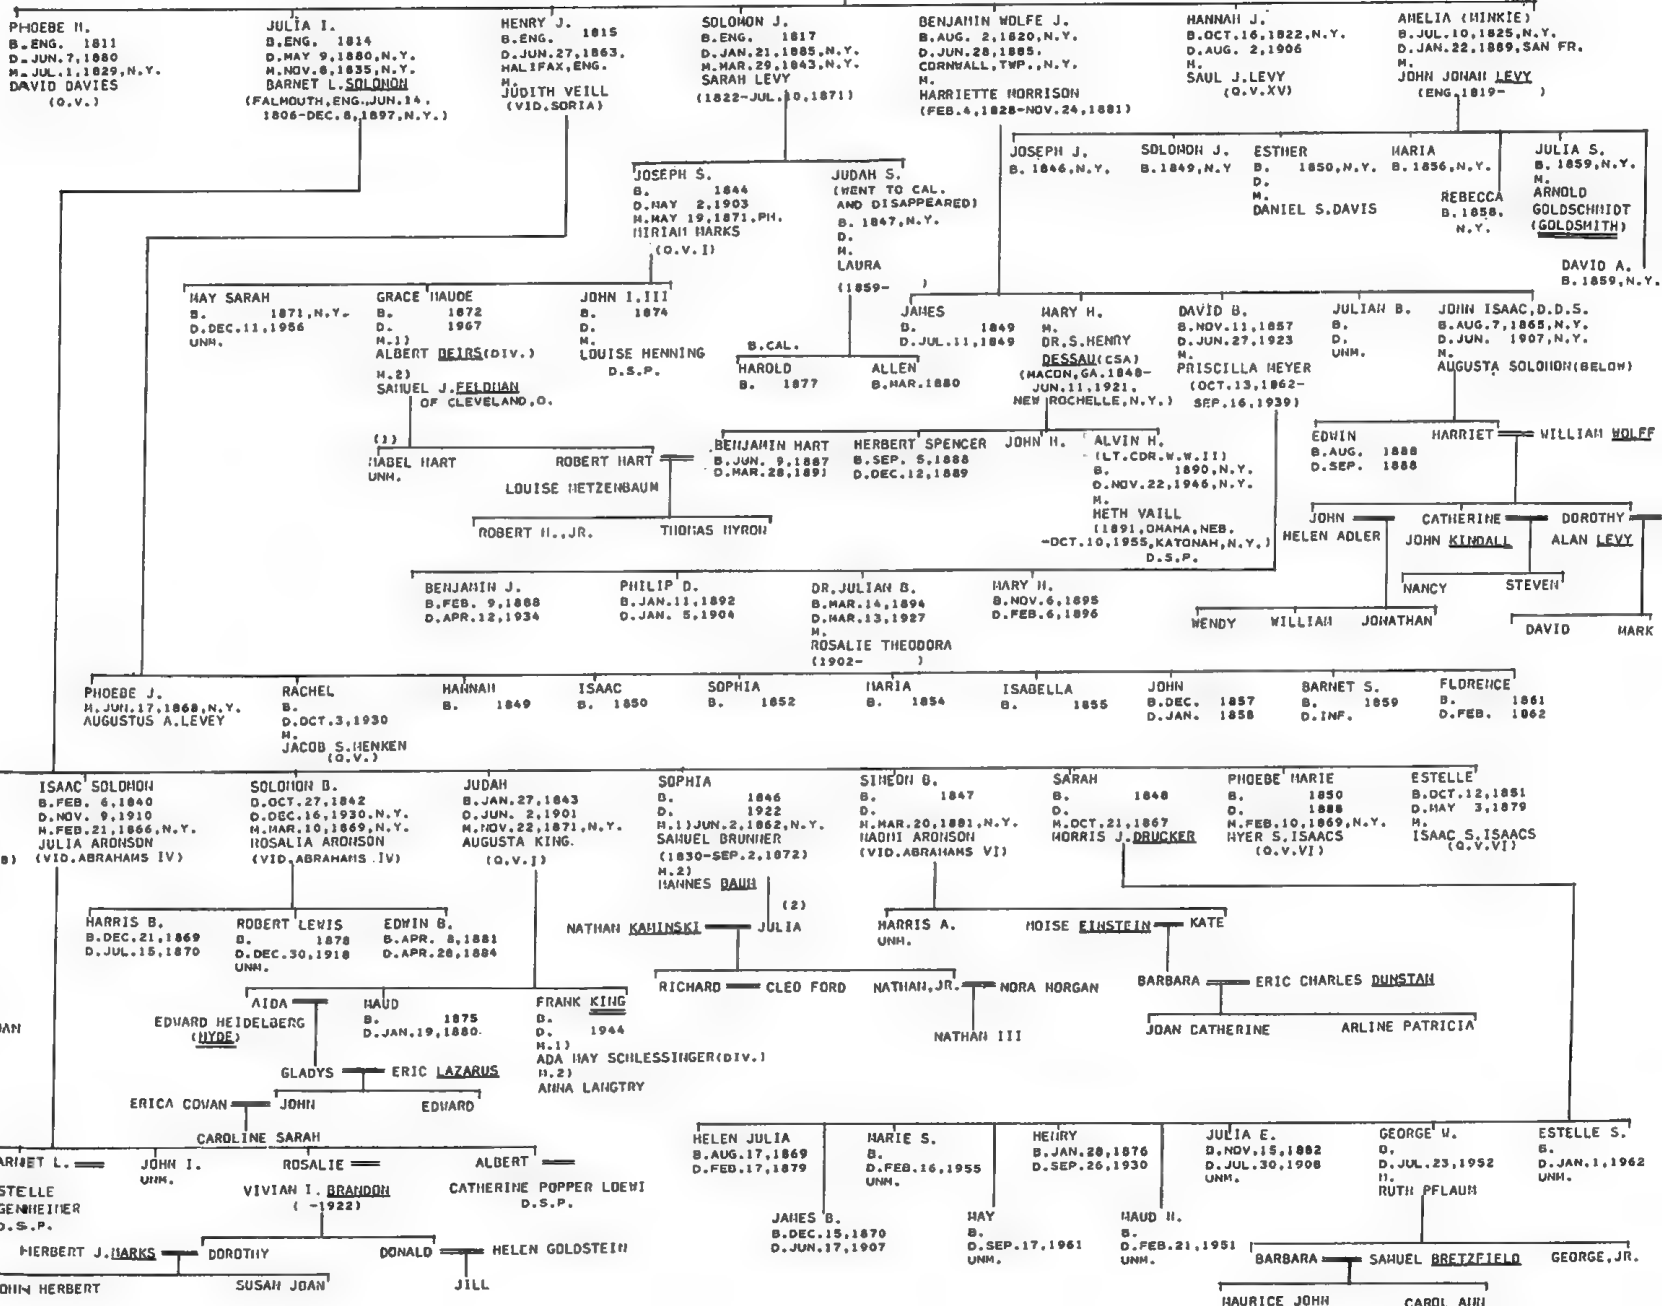 PHOEBE H.
B.ENG. 1811
D.JUN.7,1880
M.JUL.1,1829,N.Y.
DAVID DAVIES
(Q.V.)
JULIA I.
B.ENG. 1814
D.MAY 9,1880,N.Y.
M.NOV.8,1835,N.Y.
BARNET L.SOLOMON
(FALMOUTH,ENG.JUN.14,
1806-DEC.8,1897,N.Y.)
HENRY J.
B.ENG. 1815
D.JUN.27,1863.
HALIFAX,ENG.
M.
JUDITH VEILL
(VID.SORIA)
SOLOMON J.
B.ENG. 1817
D.JAN.21,1885,N.Y.
M.MAR.29,1843,N.Y.
SARAH LEVY
(1822-JUL.10,1871)
BENJAMIN WOLFE J.
B.AUG. 2,1820,N.Y.
D.JUN.28,1885.
CORNWALL,TWP.,N.Y.
M.
HARRIETTE MORRISON
(FEB.4,1828-NOV.24,1881)
HANNAH J.
B.OCT.16,1822,N.Y.
D.AUG. 2,1906
M.
SAUL J.LEVY
(Q.V.XV)
AMELIA (MINKIE)
B.JUL.10,1825,N.Y.
D.JAN.22,1889,SAN FR.
M.
JOHN JONAH LEVY
(ENG.1819- )
JOSEPH J.
B. 1846,N.Y.
SOLOMON J.
B.1849,N.Y
ESTHER
B. 1850,N.Y.
D.
M.
DANIEL S.DAVIS
MARIA
B.1856,N.Y.
REBECCA
B.1858.
N.Y.
JULIA S.
B. 1859,N.Y.
M.
ARNOLD
GOLDSCHMIDT
(GOLDSMITH)
DAVID A.
B.1859,N.Y.
JOSEPH S.
B. 1844
D.MAY 2,1903
M.MAY 19,1871,PH.
MIRIAM MARKS
(Q.V.I)
JUDAH S.
(WENT TO CAL.
AND DISAPPEARED)
B. 1847,N.Y.
D.
M.
LAURA
(1859- )
MAY SARAH
B. 1871,N.Y.
D.DEC.11,1956
UNM.
GRACE MAUDE
B. 1872
D. 1967
M.1)
ALBERT BEIRS(DIV.)
M.2)
SAMUEL J.FELDMAN
OF CLEVELAND,O.
JOHN I.III
B. 1874
D.
M.
LOUISE HENNING
D.S.P.
B.CAL.
HAROLD
B. 1877
ALLEN
B.MAR.1880
JAMES
B. 1849
D.JUL.11,1849
MARY H.
M.
DR.S.HENRY
DESSAU(CSA)
(MACON,GA.1848-
JUN.11,1921.
NEW ROCHELLE,N.Y.)
DAVID B.
B.NOV.11,1857
D.JUN.27,1923
M.
PRISCILLA MEYER
(OCT.13,1862-
SEP.16,1939)
JULIAN B.
B.
D.
UNM.
JOHN ISAAC,D.D.S.
B.AUG.7,1865,N.Y.
D.JUN. 1907,N.Y.
M.
AUGUSTA SOLOMON(BELOW)
(1)
MABEL HART
UNM.
ROBERT HART
LOUISE METZENBAUM
ROBERT H.,JR.
THOMAS MYRON
BENJAMIN HART
B.JUN. 9,1887
D.MAR.28,1891
HERBERT SPENCER
B.SEP. 5,1888
D.DEC.12,1889
JOHN H.
ALVIN H.
(LT.CDR.W.W.II)
B. 1890,N.Y.
D.NOV.22,1946,N.Y.
M.
HETH VAILL
(1891,OMAHA,NEB.
-OCT.10,1955,KATONAH,N.Y.)
D.S.P.
EDWIN
B.AUG. 1888
D.SEP. 1888
HARRIET
WILLIAM WOLFF
JOHN
HELEN ADLER
CATHERINE
JOHN KINDALL
DOROTHY
ALAN LEVY
NANCY
STEVEN
WENDY
WILLIAM
JONATHAN
DAVID
MARK
BENJAMIN J.
B.FEB. 9,1888
D.APR.12,1934
PHILIP D.
B.JAN.11,1892
D.JAN. 5,1904
DR.JULIAN B.
B.MAR.14,1894
D.MAR.13,1927
M.
ROSALIE THEODORA
(1902- )
MARY H.
B.NOV.6,1895
D.FEB.6,1896
PHOEBE J.
M.JUN.17,1868,N.Y.
AUGUSTUS A.LEVEY
RACHEL
B.
D.OCT.3,1930
M.
JACOB S.MENKEN
(Q.V.)
HANNAH
B. 1849
ISAAC
B. 1850
SOPHIA
B. 1852
MARIA
B. 1854
ISABELLA
B. 1855
JOHN
B.DEC. 1857
D.JAN. 1858
BARNET S.
B. 1859
D.INF.
FLORENCE
B. 1861
D.FEB. 1862
ISAAC SOLOMON
B.FEB. 6,1840
D.NOV. 9,1910
M.FEB.21,1866,N.Y.
JULIA ARONSON
(VID.ABRAHAMS IV)
SOLOMON B.
D.OCT.27,1842
D.DEC.16,1930,N.Y.
M.MAR.10,1869,N.Y.
ROSALIA ARONSON
(VID.ABRAHAMS IV)
JUDAH
B.JAN.27,1843
D.JUN. 2,1901
M.NOV.22,1871,N.Y.
AUGUSTA KING.
(Q.V.I)
SOPHIA
B. 1846
D. 1922
M.1)JUN.2,1862,N.Y.
SAMUEL BRUNNER
(1830-SEP.2,1872)
M.2)
MANNES BAUM
SIMEON B.
B. 1847
D.
M.MAR.20,1881,N.Y.
NAOMI ARONSON
(VID.ABRAHAMS VI)
SARAH
B. 1848
D.
M.OCT.21,1867
MORRIS J.DRUCKER
PHOEBE MARIE
B. 1850
D. 1888
M.FEB.10,1869,N.Y.
MYER S.ISAACS
(Q.V.VI)
ESTELLE
B.OCT.12,1851
D.MAY 3,1879
M.
ISAAC S.ISAACS
(Q.V.VI)
HARRIS B.
B.DEC.21,1869
D.JUL.15,1870
ROBERT LEWIS
B. 1878
D.DEC.30,1918
UNM.
EDWIN B.
B.APR. 8,1881
D.APR.28,1884
NATHAN KAMINSKI
(2)
JULIA
HARRIS A.
UNM.
MOISE EINSTEIN
KATE
AIDA
EDWARD HEIDELBERG
(HYDE)
MAUD
B. 1875
D.JAN.19,1880
FRANK KING
B.
D. 1944
M.1)
ADA MAY SCHLESSINGER(DIV.)
M.2)
ANNA LANGTRY
RICHARD
CLEO FORD
NATHAN,JR.
NORA HORGAN
NATHAN III
BARBARA
ERIC CHARLES DUNSTAN
JOAN CATHERINE
ARLINE PATRICIA
GLADYS
ERIC LAZARUS
ERICA COWAN
JOHN
EDWARD
CAROLINE SARAH
ARNET L.
STELLE
GENHEIMER
D.S.P.
JOHN I.
UNM.
ROSALIE
VIVIAN I.BRANDON
( -1922)
ALBERT
CATHERINE POPPER LOEWI
D.S.P.
HERBERT J.MARKS
DOROTHY
DONALD
HELEN GOLDSTEIN
OHN HERBERT
SUSAN JOAN
JILL
HELEN JULIA
B.AUG.17,1869
D.FEB.17,1879
MARIE S.
B.
D.FEB.16,1955
UNM.
HENRY
B.JAN.28,1876
D.SEP.26,1930
JULIA E.
B.NOV.15,1882
D.JUL.30,1908
UNM.
GEORGE W.
B.
D.JUL.23,1952
M.
RUTH PFLAUM
ESTELLE S.
B.
D.JAN.1,1962
UNM.
JAMES B.
B.DEC.15,1870
D.JUN.17,1907
MAY
B.
D.SEP.17,1961
UNM.
MAUD H.
B.
D.FEB.21,1951
UNM.
BARBARA
SAMUEL BRETZFIELD
GEORGE,JR.
MAURICE JOHN
CAROL ANN